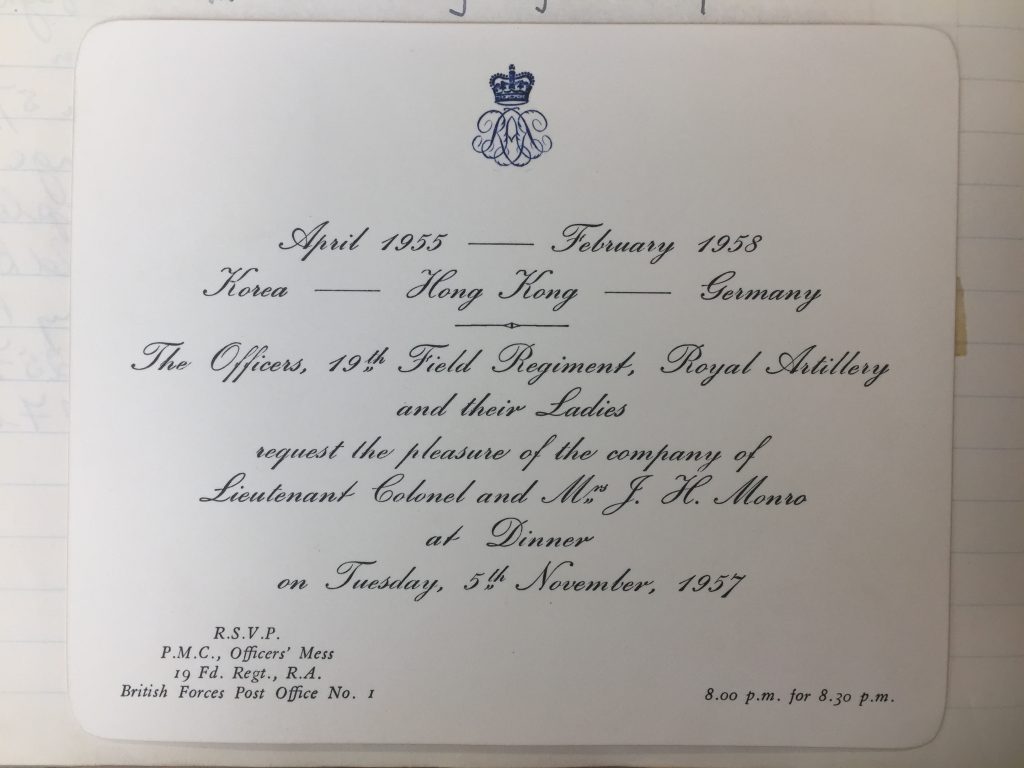 April 1955 —— February 1958
Korea —— Hong Kong —— Germany
The Officers, 19th Field Regiment, Royal Artillery
and their Ladies
request the pleasure of the company of
Lieutenant Colonel and Mrs J. H. Monro
at Dinner
on Tuesday, 5th November, 1957
R.S.V.P.
P.M.C., Officers' Mess
19 Fd. Regt., R.A.
British Forces Post Office No. 1
8.00 p.m. for 8.30 p.m.